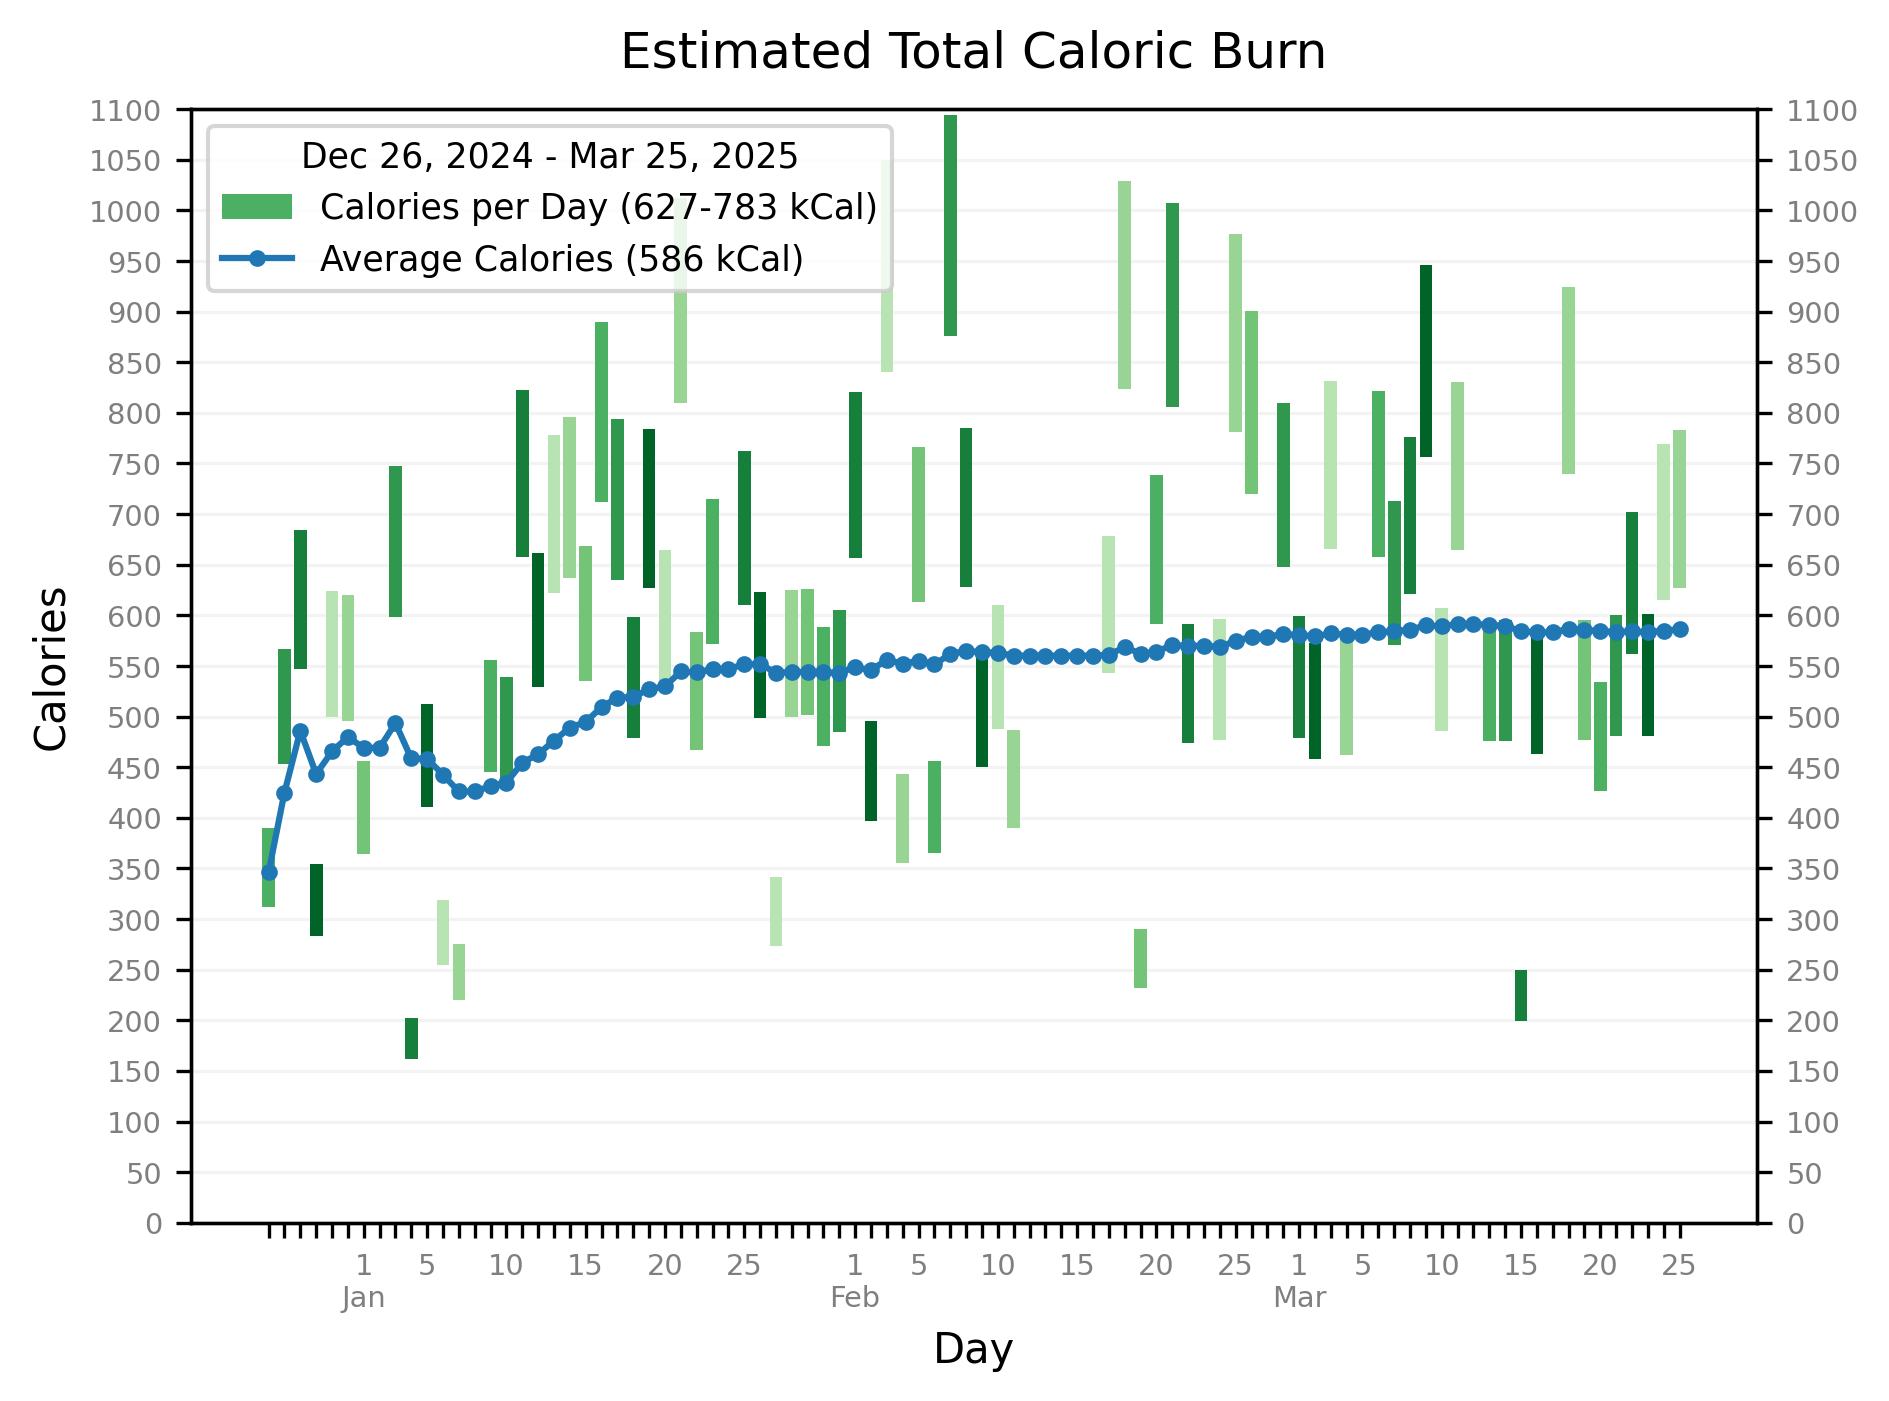 Estimated Total Caloric Burn
Dec 26, 2024 - Mar 25, 2025
Calories per Day (627-783 kCal)
Average Calories (586 kCal)
Calories
1100 1100
1050 1050
1000 1000
950 950
900 900
850 850
800 800
750 750
700 700
650 650
600 600
550 550
500 500
450 450
400 400
350 350
300 300
250 250
200 200
150 150
100 100
50 50
0 0
1 5 10 15 20 25 1 5 10 15 20 25 1 5 10 15 20 25
Jan Feb Mar
Day